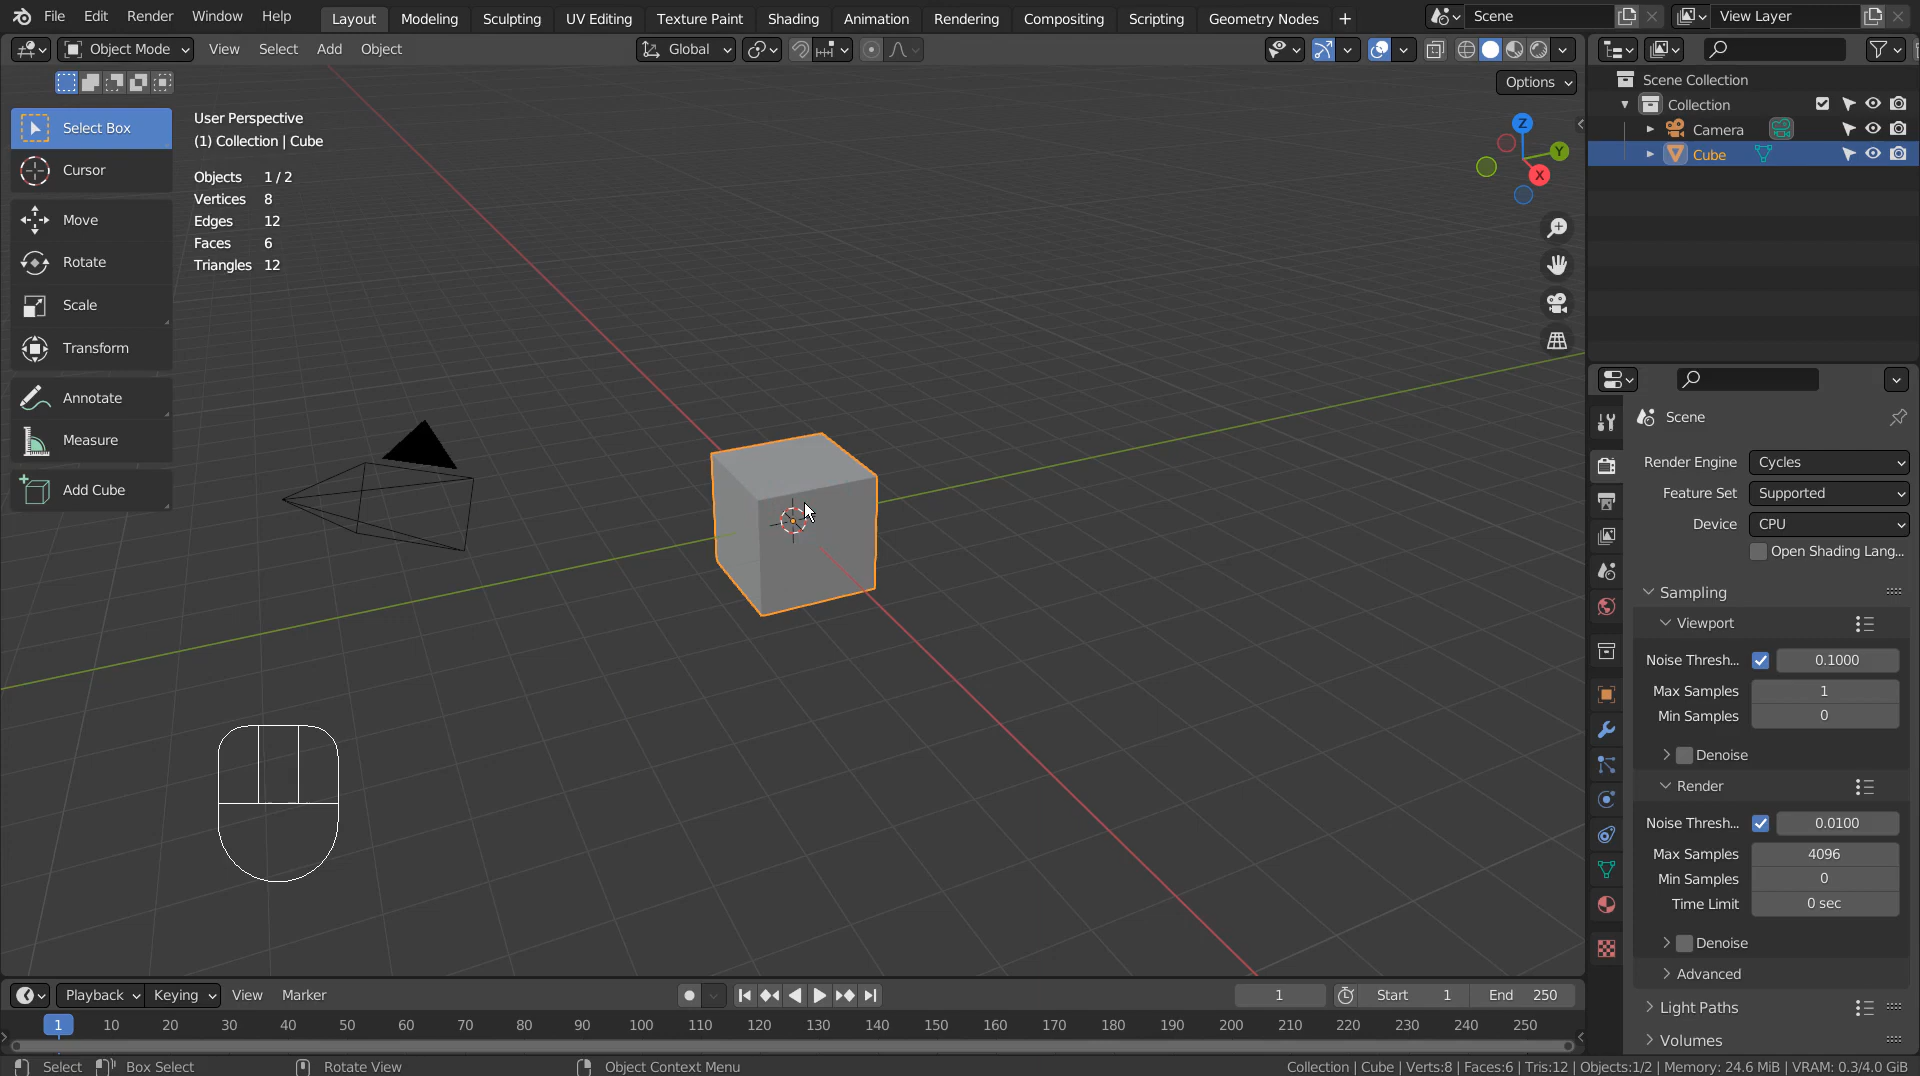 File Edit Render Window Help Layout Modeling Sculpting UV Editing Texture Paint Shading Animation Rendering Compositing Scripting Geometry Nodes + Scene View Layer
Object Mode View Select Add Object Global
Options
Select Box
Cursor
Move
Rotate
Scale
Transform
Annotate
Measure
Add Cube
User Perspective
(1) Collection | Cube
Objects 1 / 2
Vertices 8
Edges 12
Faces 6
Triangles 12
Z
Y
X
Scene Collection
Collection
Camera
Cube
Scene
Render Engine Cycles
Feature Set Supported
Device CPU
Open Shading Lang...
Sampling
Viewport
Noise Thresh... 0.1000
Max Samples 1
Min Samples 0
Denoise
Render
Noise Thresh... 0.0100
Max Samples 4096
Min Samples 0
Time Limit 0 sec
Denoise
Advanced
Light Paths
Volumes
Playback Keying View Marker 1 Start 1 End 250
1 10 20 30 40 50 60 70 80 90 100 110 120 130 140 150 160 170 180 190 200 210 220 230 240 250
Select Box Select Rotate View Object Context Menu Collection | Cube | Verts:8 | Faces:6 | Tris:12 | Objects:1/2 | Memory: 24.6 MiB | VRAM: 0.3/4.0 GiB